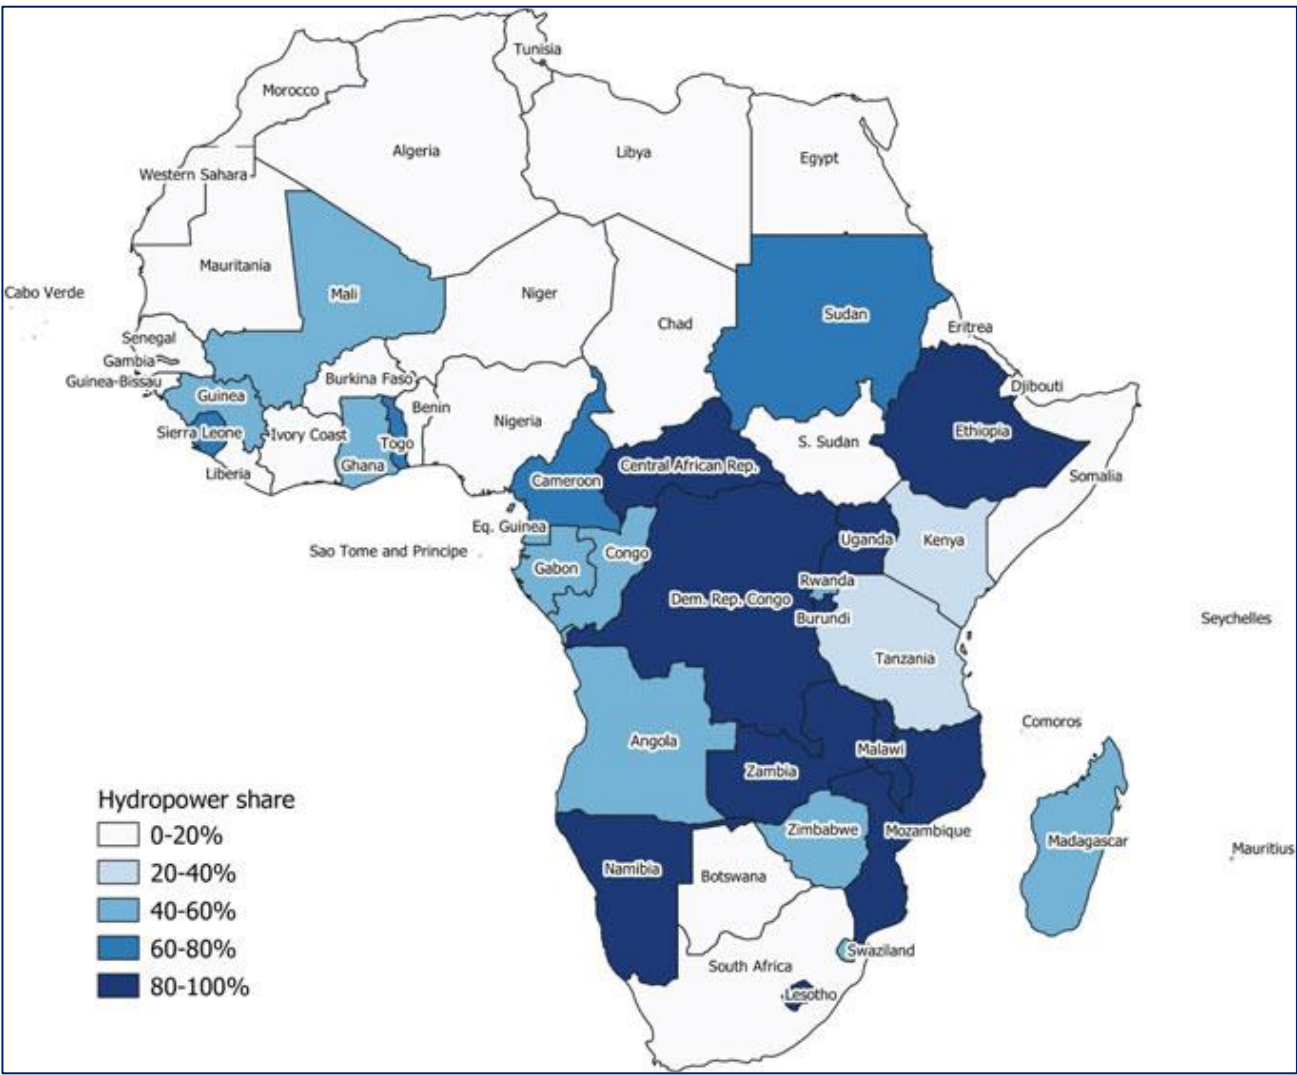 Tunisia
Morocco
Algeria
Libya
Egypt
Western Sahara
Mauritania
Cabo Verde
Mali
Niger
Sudan
Chad
Eritrea
Senegal
Gambia
Guinea-Bissau
Burkina Faso
Djibouti
Guinea
Benin
Nigeria
Sierra Leone
Ivory Coast
Togo
Ethiopia
S. Sudan
Ghana
Central African Rep.
Liberia
Cameroon
Somalia
Eq. Guinea
Uganda
Kenya
Sao Tome and Principe
Congo
Gabon
Rwanda
Dem. Rep. Congo
Burundi
Seychelles
Tanzania
Comoros
Angola
Malawi
Zambia
Zimbabwe
Mozambique
Madagascar
Mauritius
Namibia
Botswana
Swaziland
South Africa
Lesotho
Hydropower share
0-20%
20-40%
40-60%
60-80%
80-100%